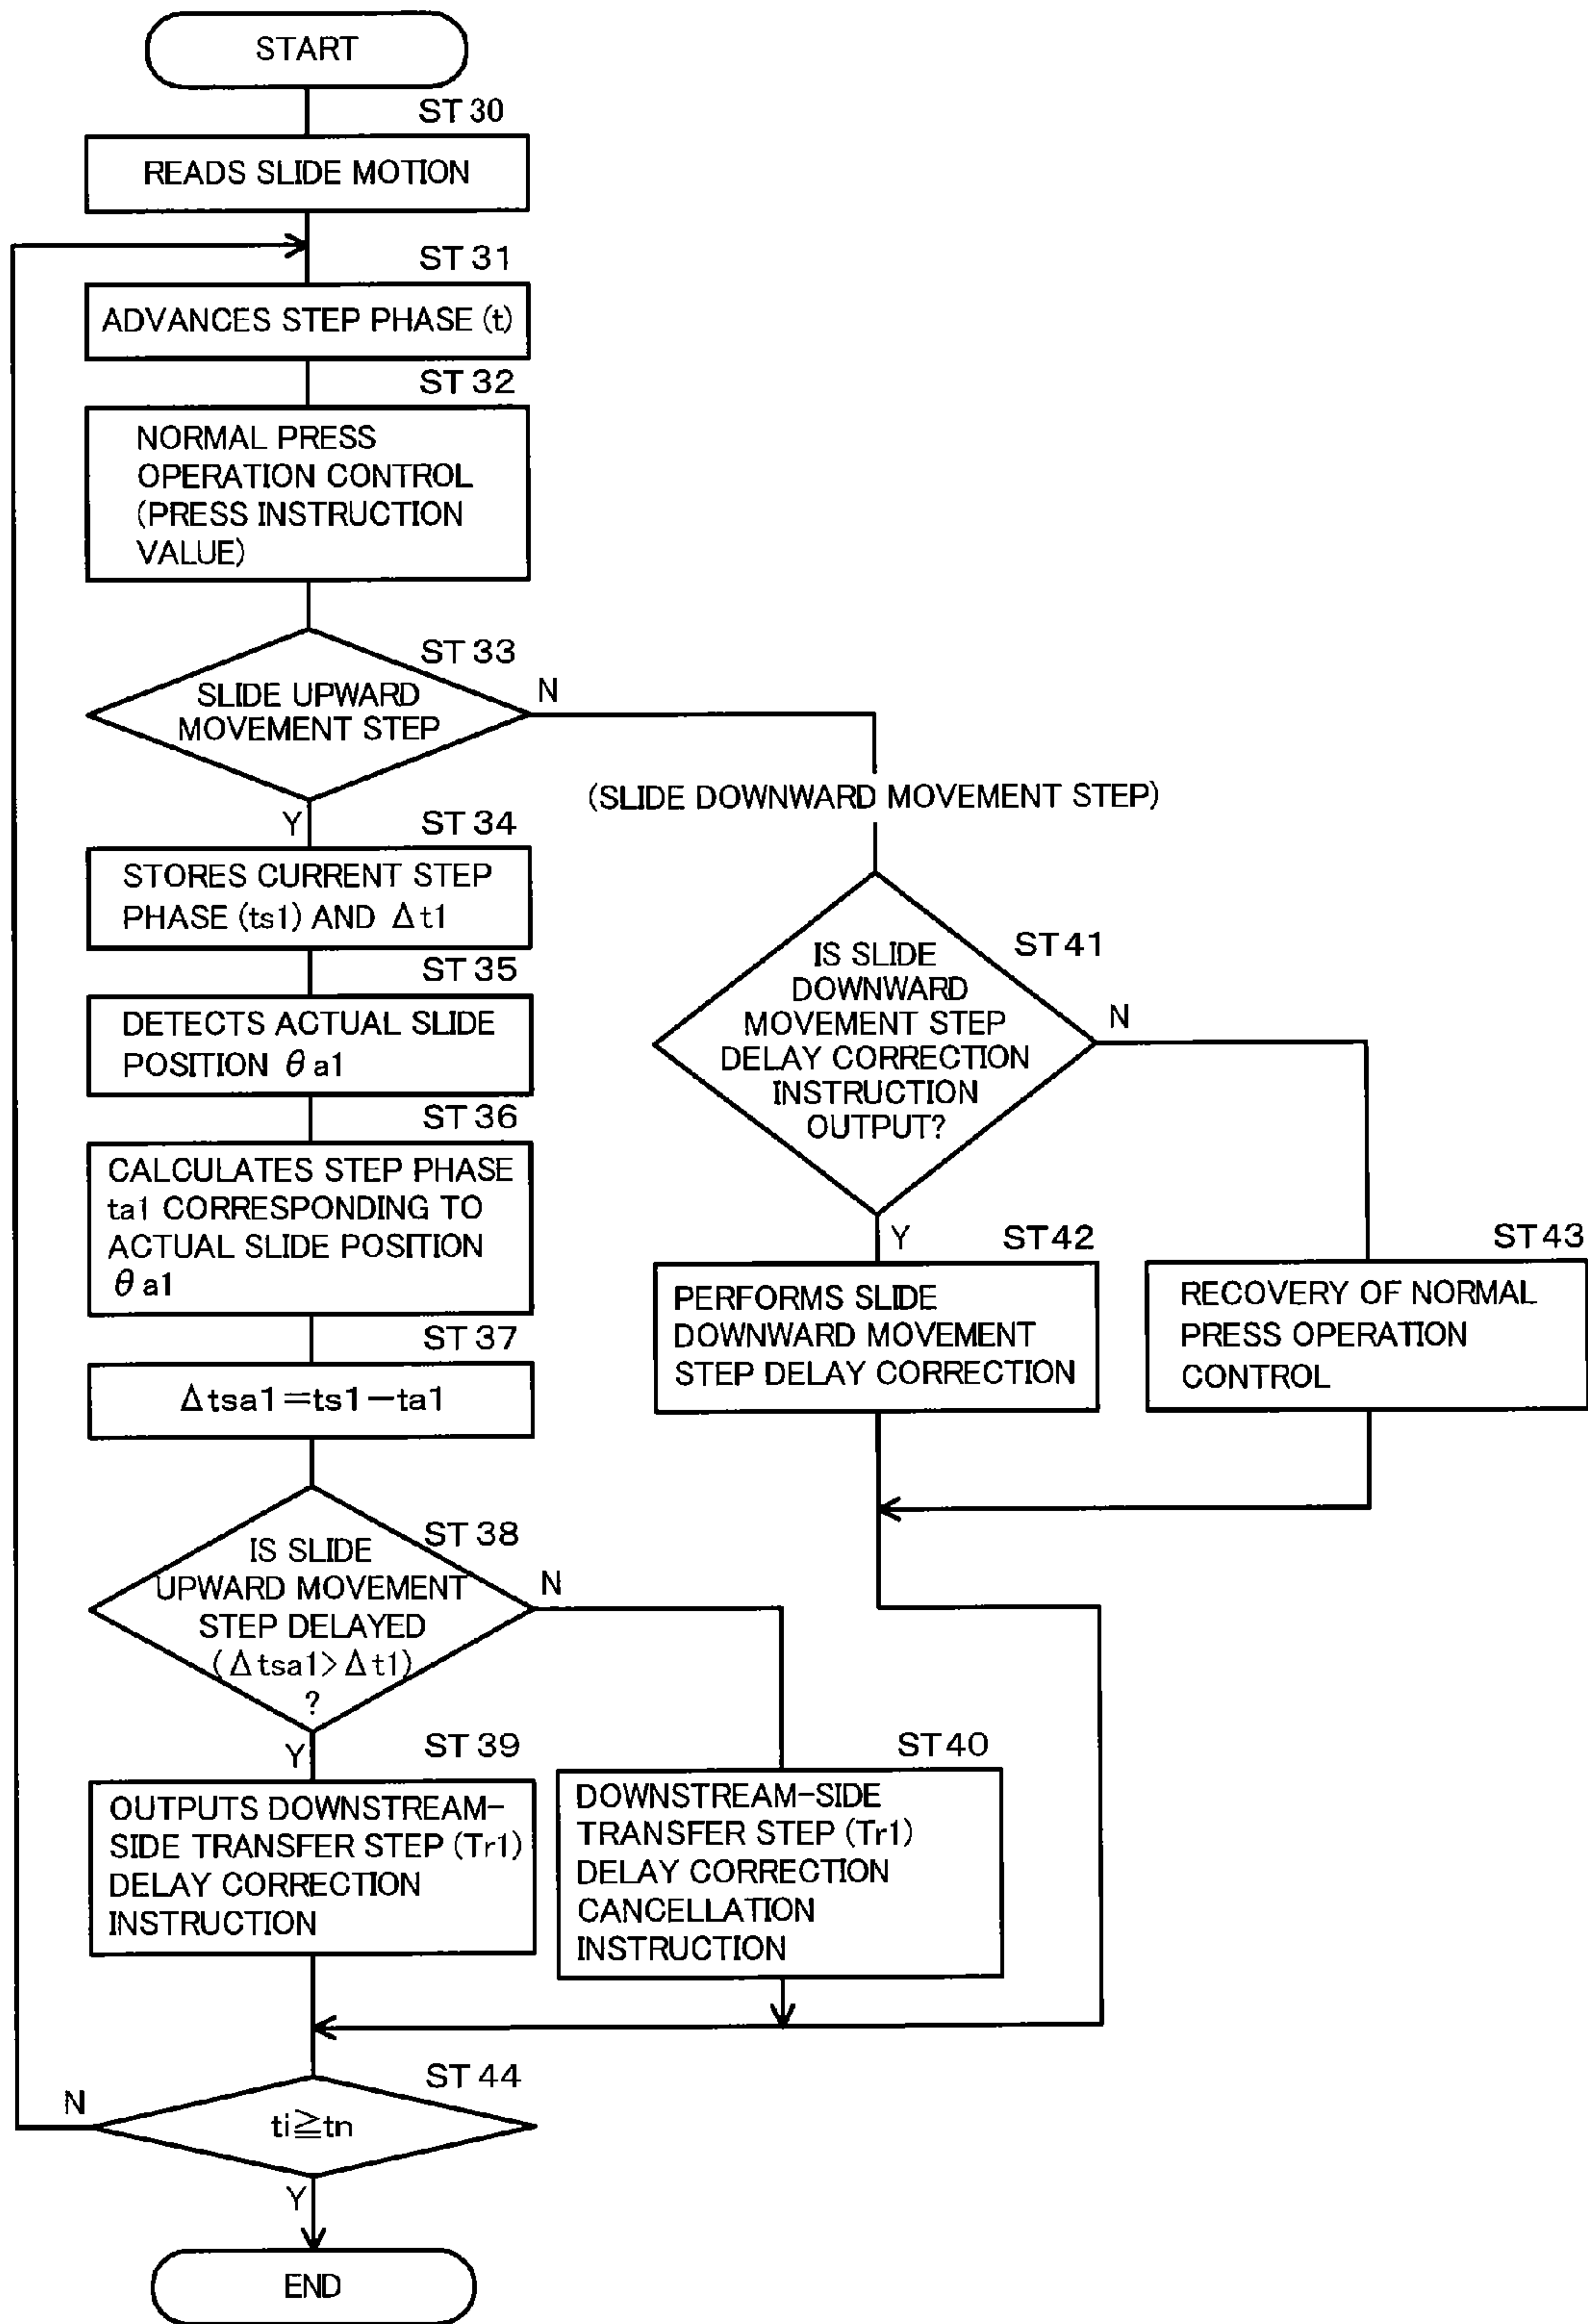 START
ST 30
READS SLIDE MOTION
ST 31
ADVANCES STEP PHASE (t)
ST 32
NORMAL PRESS
OPERATION CONTROL
(PRESS INSTRUCTION
VALUE)
ST 33
SLIDE UPWARD
MOVEMENT STEP
N
Y
(SLIDE DOWNWARD MOVEMENT STEP)
ST 34
STORES CURRENT STEP
PHASE (ts1) AND Δt1
ST 35
DETECTS ACTUAL SLIDE
POSITION θa1
ST 36
CALCULATES STEP PHASE
ta1 CORRESPONDING TO
ACTUAL SLIDE POSITION
θa1
ST 37
Δtsa1=ts1-ta1
ST 38
IS SLIDE
UPWARD MOVEMENT
STEP DELAYED
(Δtsa1>Δt1)
?
N
Y
ST 39
OUTPUTS DOWNSTREAM-
SIDE TRANSFER STEP (Tr1)
DELAY CORRECTION
INSTRUCTION
ST 40
DOWNSTREAM-SIDE
TRANSFER STEP (Tr1)
DELAY CORRECTION
CANCELLATION
INSTRUCTION
ST 41
IS SLIDE
DOWNWARD
MOVEMENT STEP
DELAY CORRECTION
INSTRUCTION
OUTPUT?
N
Y
ST 42
PERFORMS SLIDE
DOWNWARD MOVEMENT
STEP DELAY CORRECTION
ST 43
RECOVERY OF NORMAL
PRESS OPERATION
CONTROL
ST 44
ti≧tn
N
Y
END